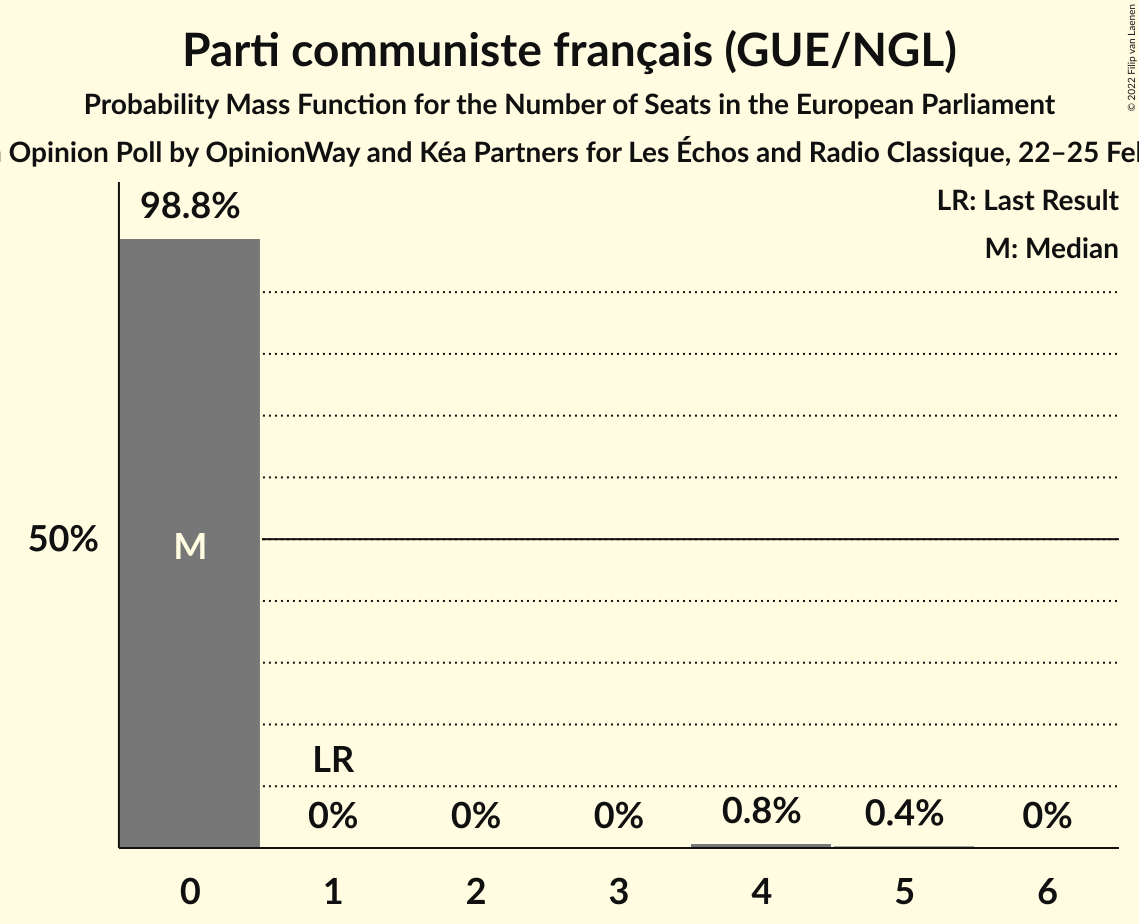 Parti communiste français (GUE/NGL)
Probability Mass Function for the Number of Seats in the European Parliament
Opinion Poll by OpinionWay and Kéa Partners for Les Échos and Radio Classique, 22–25
© 2022 Filip van Laenen
LR: Last Result
M: Median
98.8%
50%
M
LR
0% 0% 0% 0.8% 0.4% 0%
0 1 2 3 4 5 6